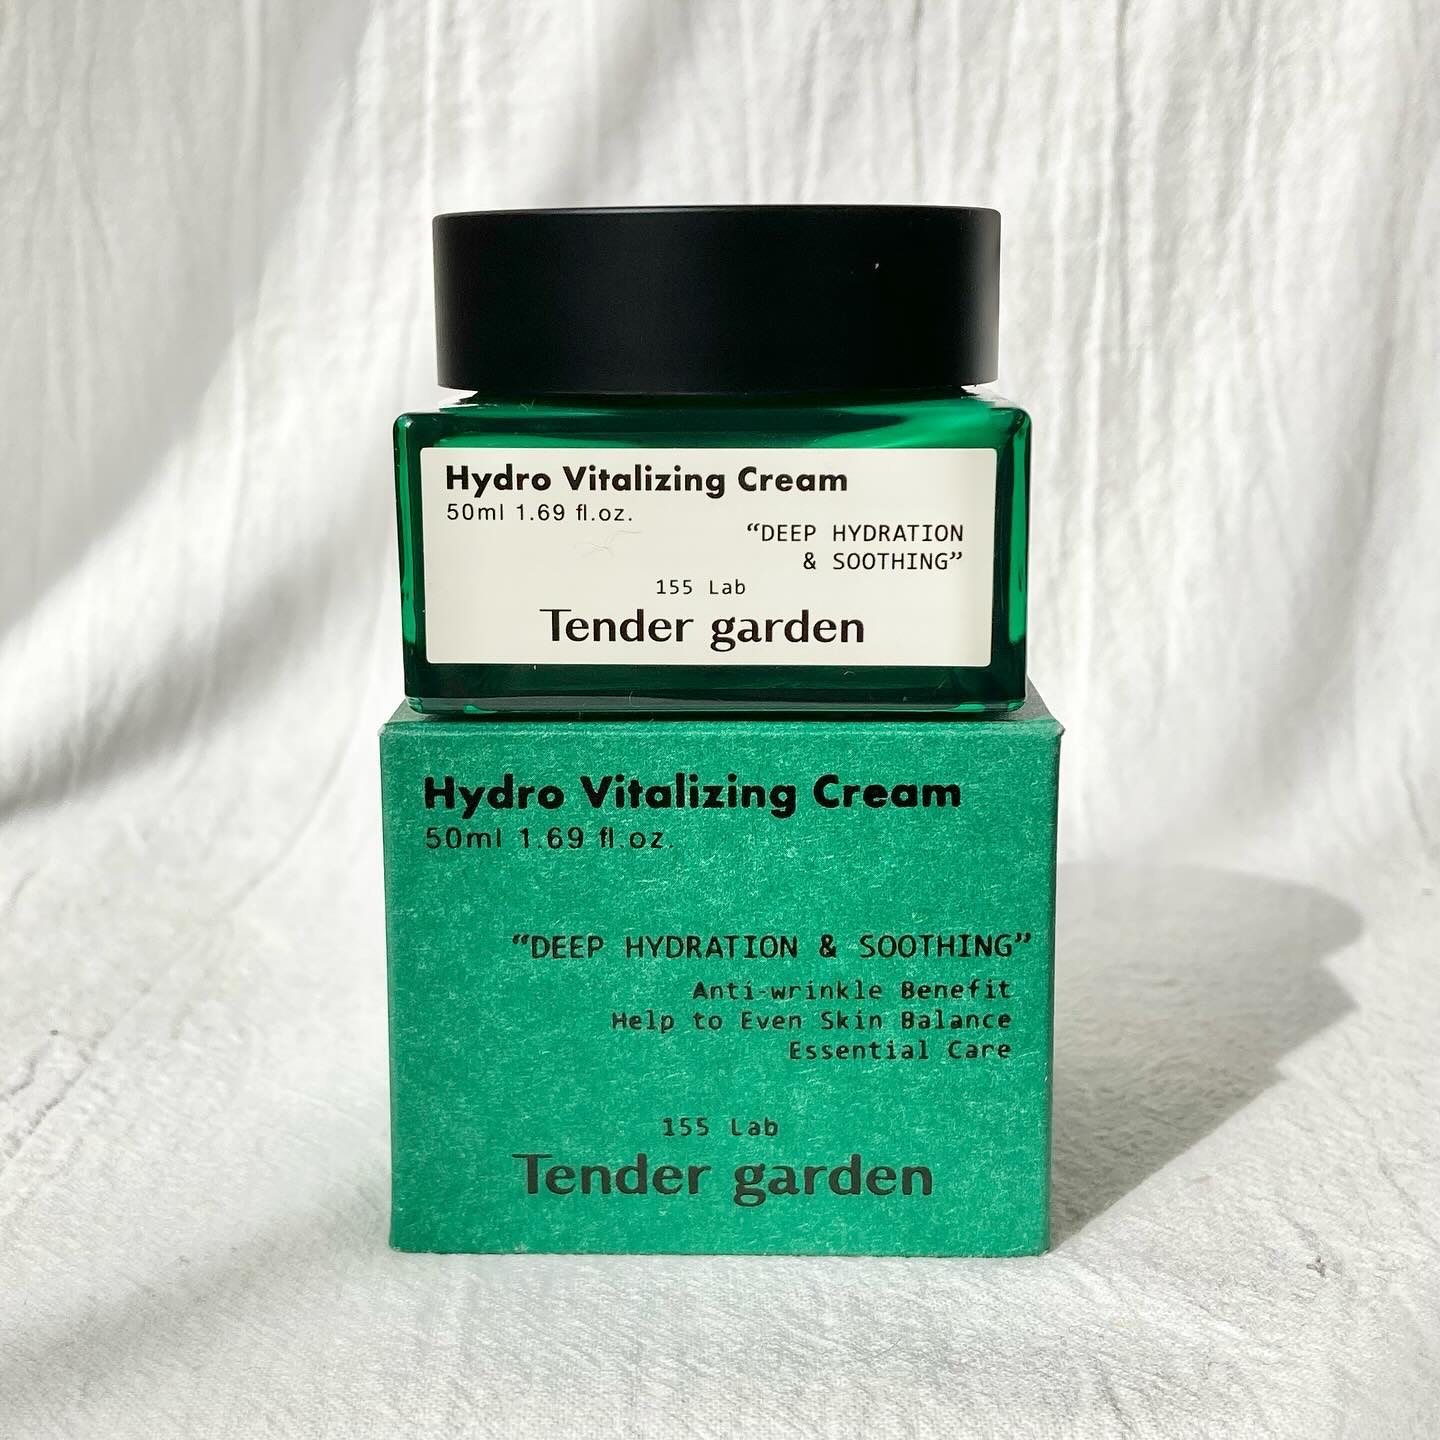 Hydro Vitalizing Cream
50ml 1.69 fl.oz.
“DEEP HYDRATION
& SOOTHING”
155 Lab
Tender garden
Hydro Vitalizing Cream
50ml 1.69 fl.oz.
“DEEP HYDRATION & SOOTHING”
Anti-wrinkle Benefit
Help to Even Skin Balance
Essential Care
155 Lab
Tender garden